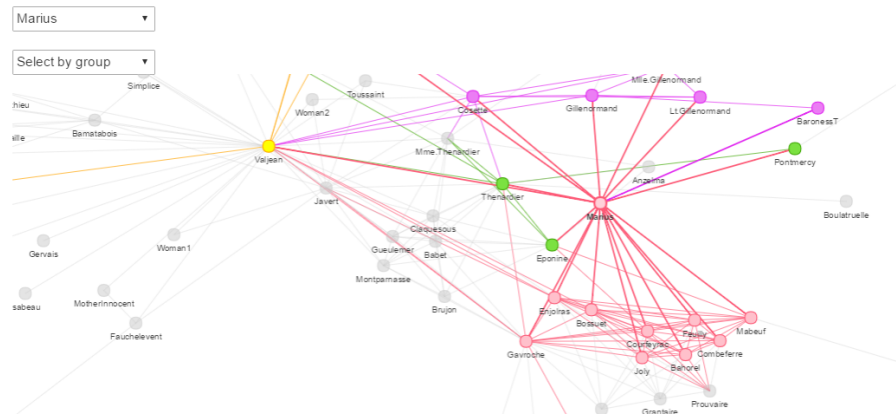 Marius
Select by group
Simplice
Toussaint
Mlle.Gillenormand
Cosette
Gillenormand
Lt.Gillenormand
Woman2
BaronessT
Bamatabois
Valjean
Mme.Thenardier
Pontmercy
Anzelma
Javert
Thenardier
Marius
Boulatruelle
Claquesous
Gueulemer
Babet
Eponine
Gervais
Woman1
Montparnasse
MotherInnocent
Brujon
Enjolras
Bossuet
Fauchelevent
Gavroche
Courfeyrac
Feuilly
Mabeuf
Combeferre
Joly
Bahorel
Grantaire
Prouvaire